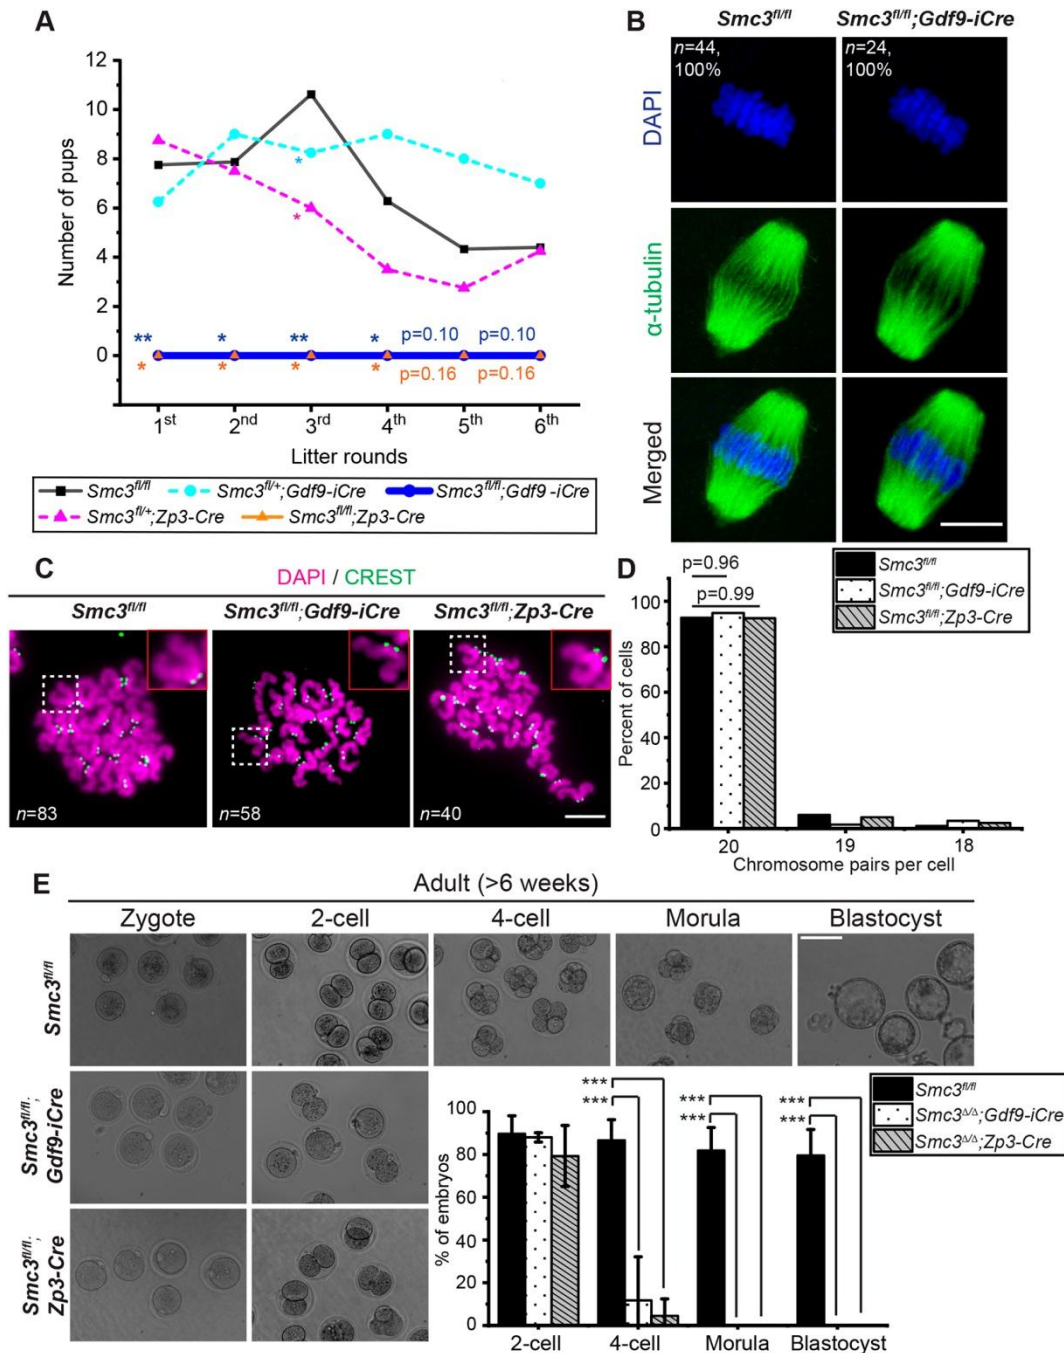 A
Number of pups
12
10
8
6
4
2
0
*
*
** * ** * p=0.10 p=0.10
* * * * p=0.16 p=0.16
1st 2nd 3rd 4th 5th 6th
Litter rounds
Smc3fl/fl Smc3fl/+;Gdf9-iCre Smc3fl/fl;Gdf9 -iCre
Smc3fl/+;Zp3-Cre Smc3fl/fl;Zp3-Cre
B
Smc3fl/fl Smc3fl/fl;Gdf9-iCre
n=44, 100%
n=24, 100%
DAPI
α-tubulin
Merged
C
DAPI / CREST
Smc3fl/fl Smc3fl/fl;Gdf9-iCre Smc3fl/fl;Zp3-Cre
n=83 n=58 n=40
D
Smc3fl/fl
Smc3fl/fl;Gdf9-iCre
Smc3fl/fl;Zp3-Cre
p=0.96
p=0.99
Percent of cells
100
80
60
40
20
0
20 19 18
Chromosome pairs per cell
E
Adult (>6 weeks)
Zygote 2-cell 4-cell Morula Blastocyst
Smc3fl/fl
Smc3fl/fl;
Gdf9-iCre
Smc3fl/fl;
Zp3-Cre
% of embryos
100
80
60
40
20
0
*** *** *** 
*** *** ***
2-cell 4-cell Morula Blastocyst
Smc3fl/fl
Smc3Δ/Δ;Gdf9-iCre
Smc3Δ/Δ;Zp3-Cre